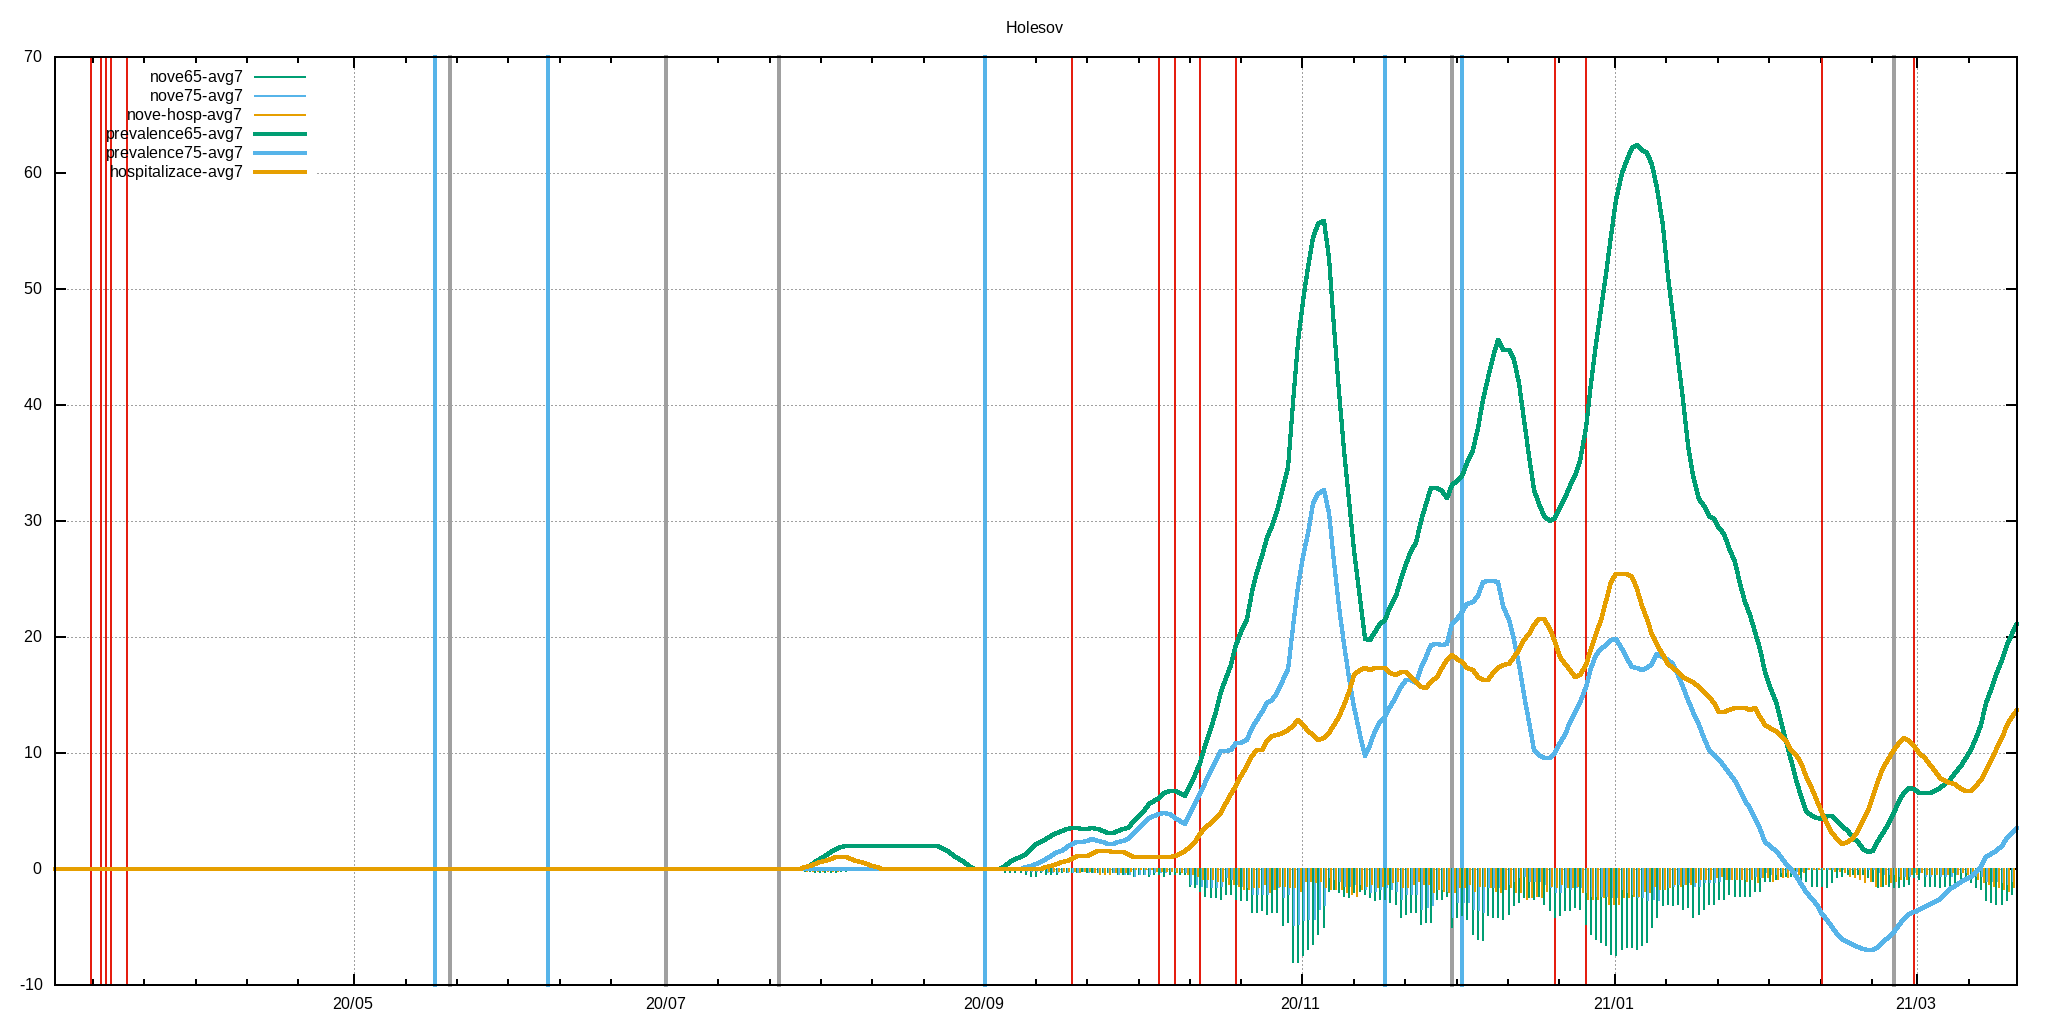 Holesov
70
60
50
40
30
20
10
0
-10
nove65-avg7
nove75-avg7
nove-hosp-avg7
prevalence65-avg7
prevalence75-avg7
hospitalizace-avg7
20/05 20/07 20/09 20/11 21/01 21/03